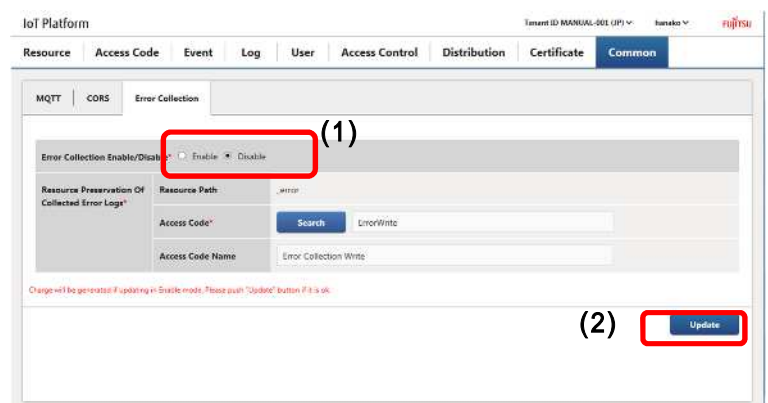 IoT Platform
Tenant ID MANUAL-001 (JP)
hanako
FUJITSU
Resource Access Code Event Log User Access Control Distribution Certificate Common
MQTT CORS Error Collection
(1)
Error Collection Enable/Disable* Enable Disable
Resource Preservation Of Collected Error Logs*
Resource Path _error
Access Code* Search ErrorWrite
Access Code Name Error Collection Write
Charge will be generated if updating in Enable mode. Please push "Update" button if it is ok.
(2) Update